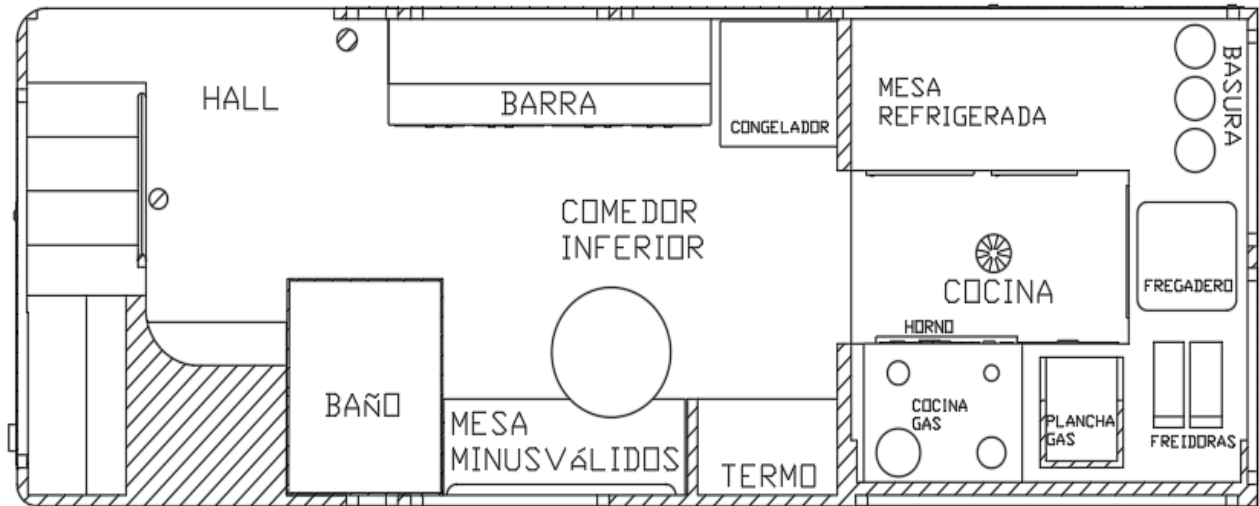 HALL
BARRA
CONGELADOR
MESA
REFRIGERADA
BASURA
COMEDOR
INFERIOR
COCINA
FREGADERO
HORNO
BAÑO
MESA
MINUSVáLIDOS
TERMO
COCINA
GAS
PLANCHA
GAS
FREIDORAS